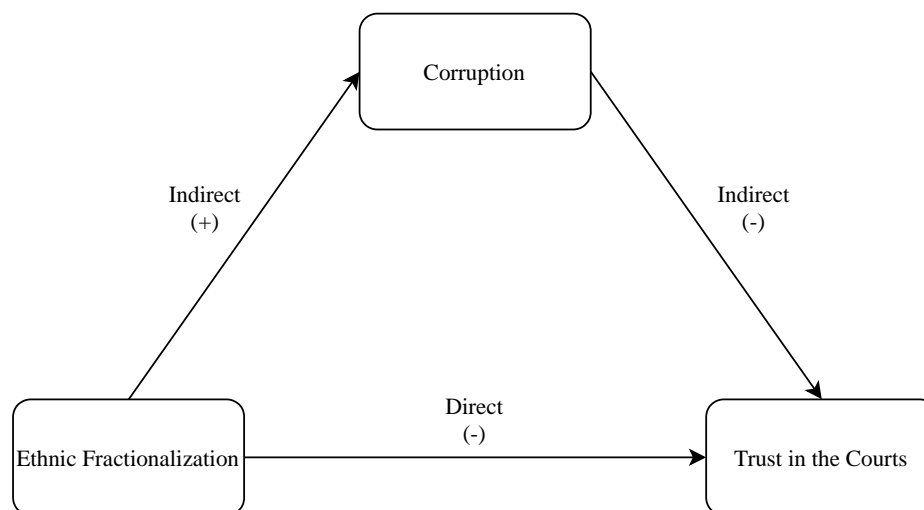 Corruption
Indirect
(+)
Indirect
(-)
Direct
(-)
Ethnic Fractionalization
Trust in the Courts